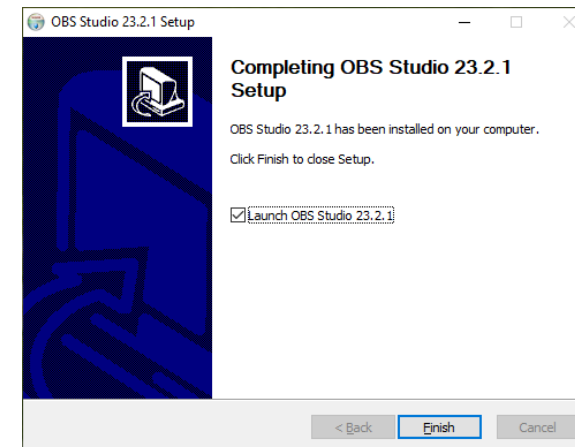 OBS Studio 23.2.1 Setup
Completing OBS Studio 23.2.1
Setup
OBS Studio 23.2.1 has been installed on your computer.
Click Finish to close Setup.
Launch OBS Studio 23.2.1
< Back Finish Cancel